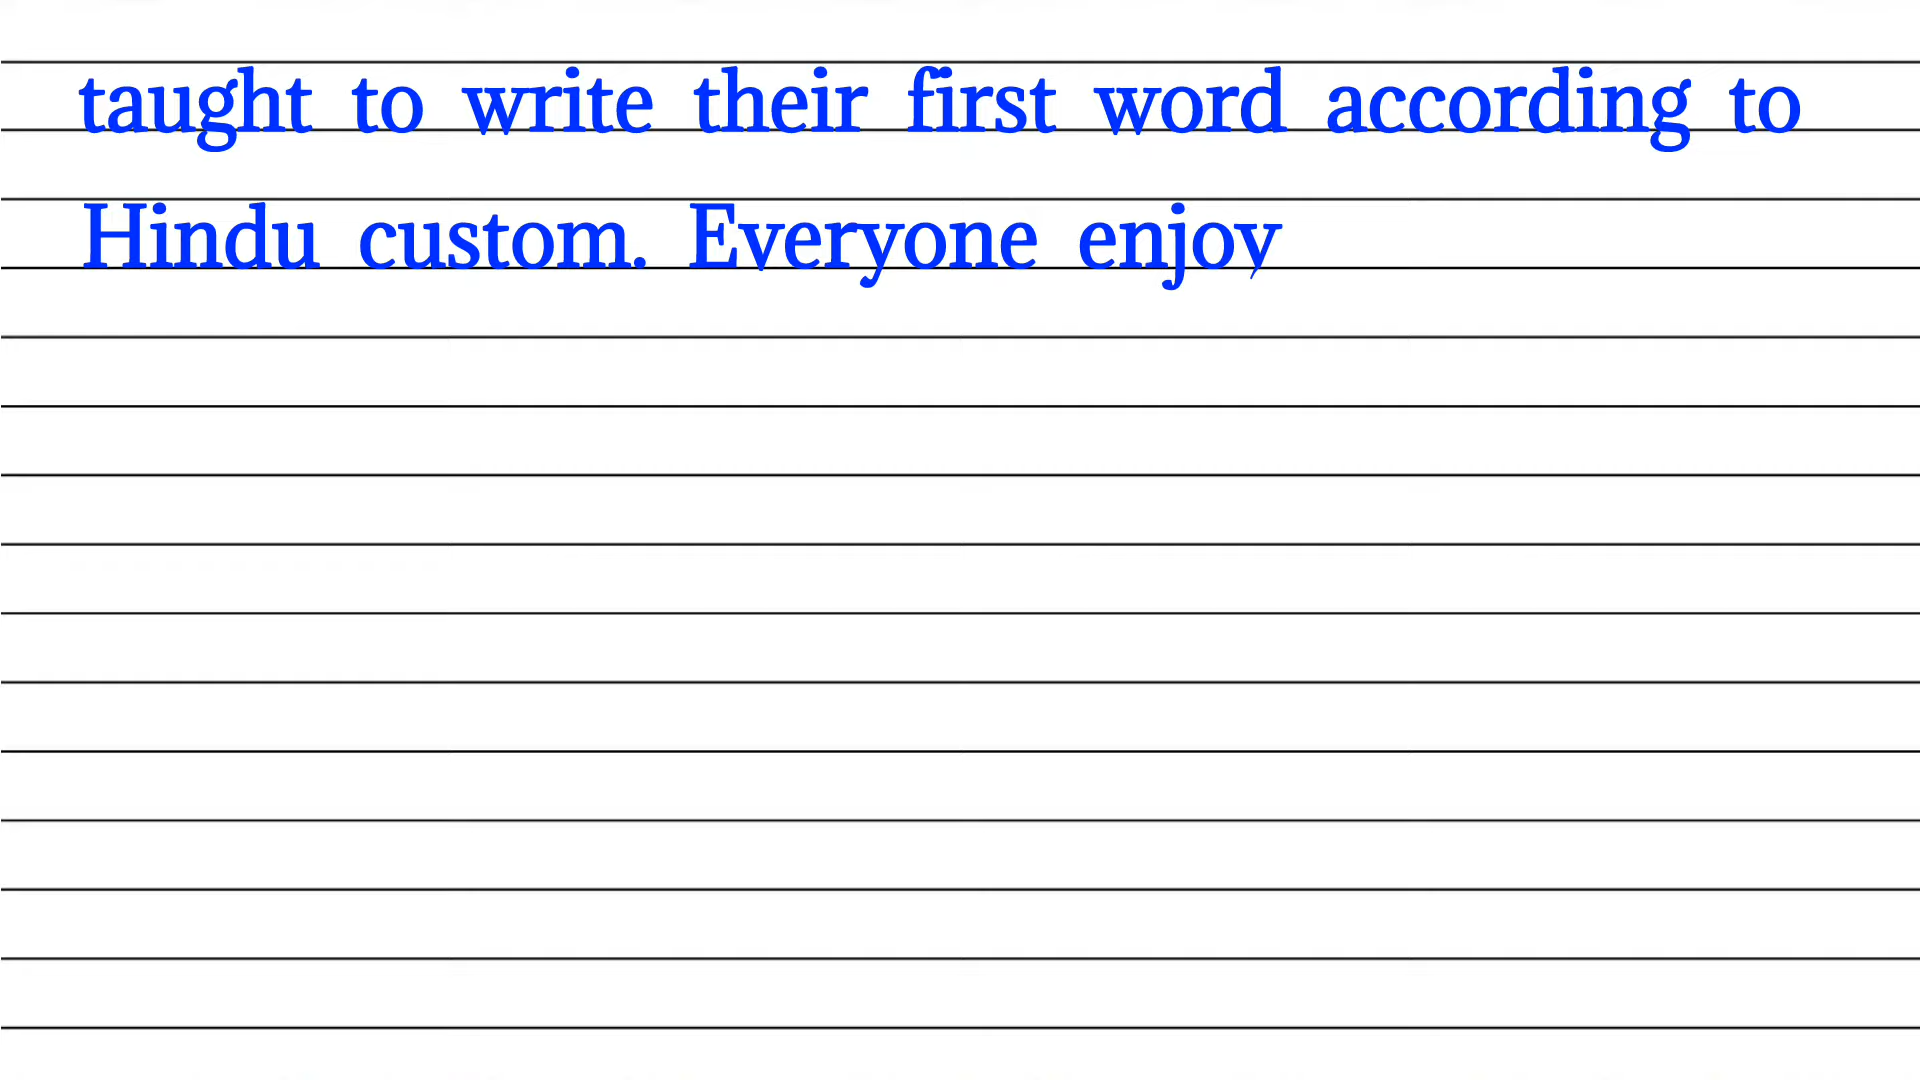 taught to write their first word according to
Hindu custom. Everyone enjoy